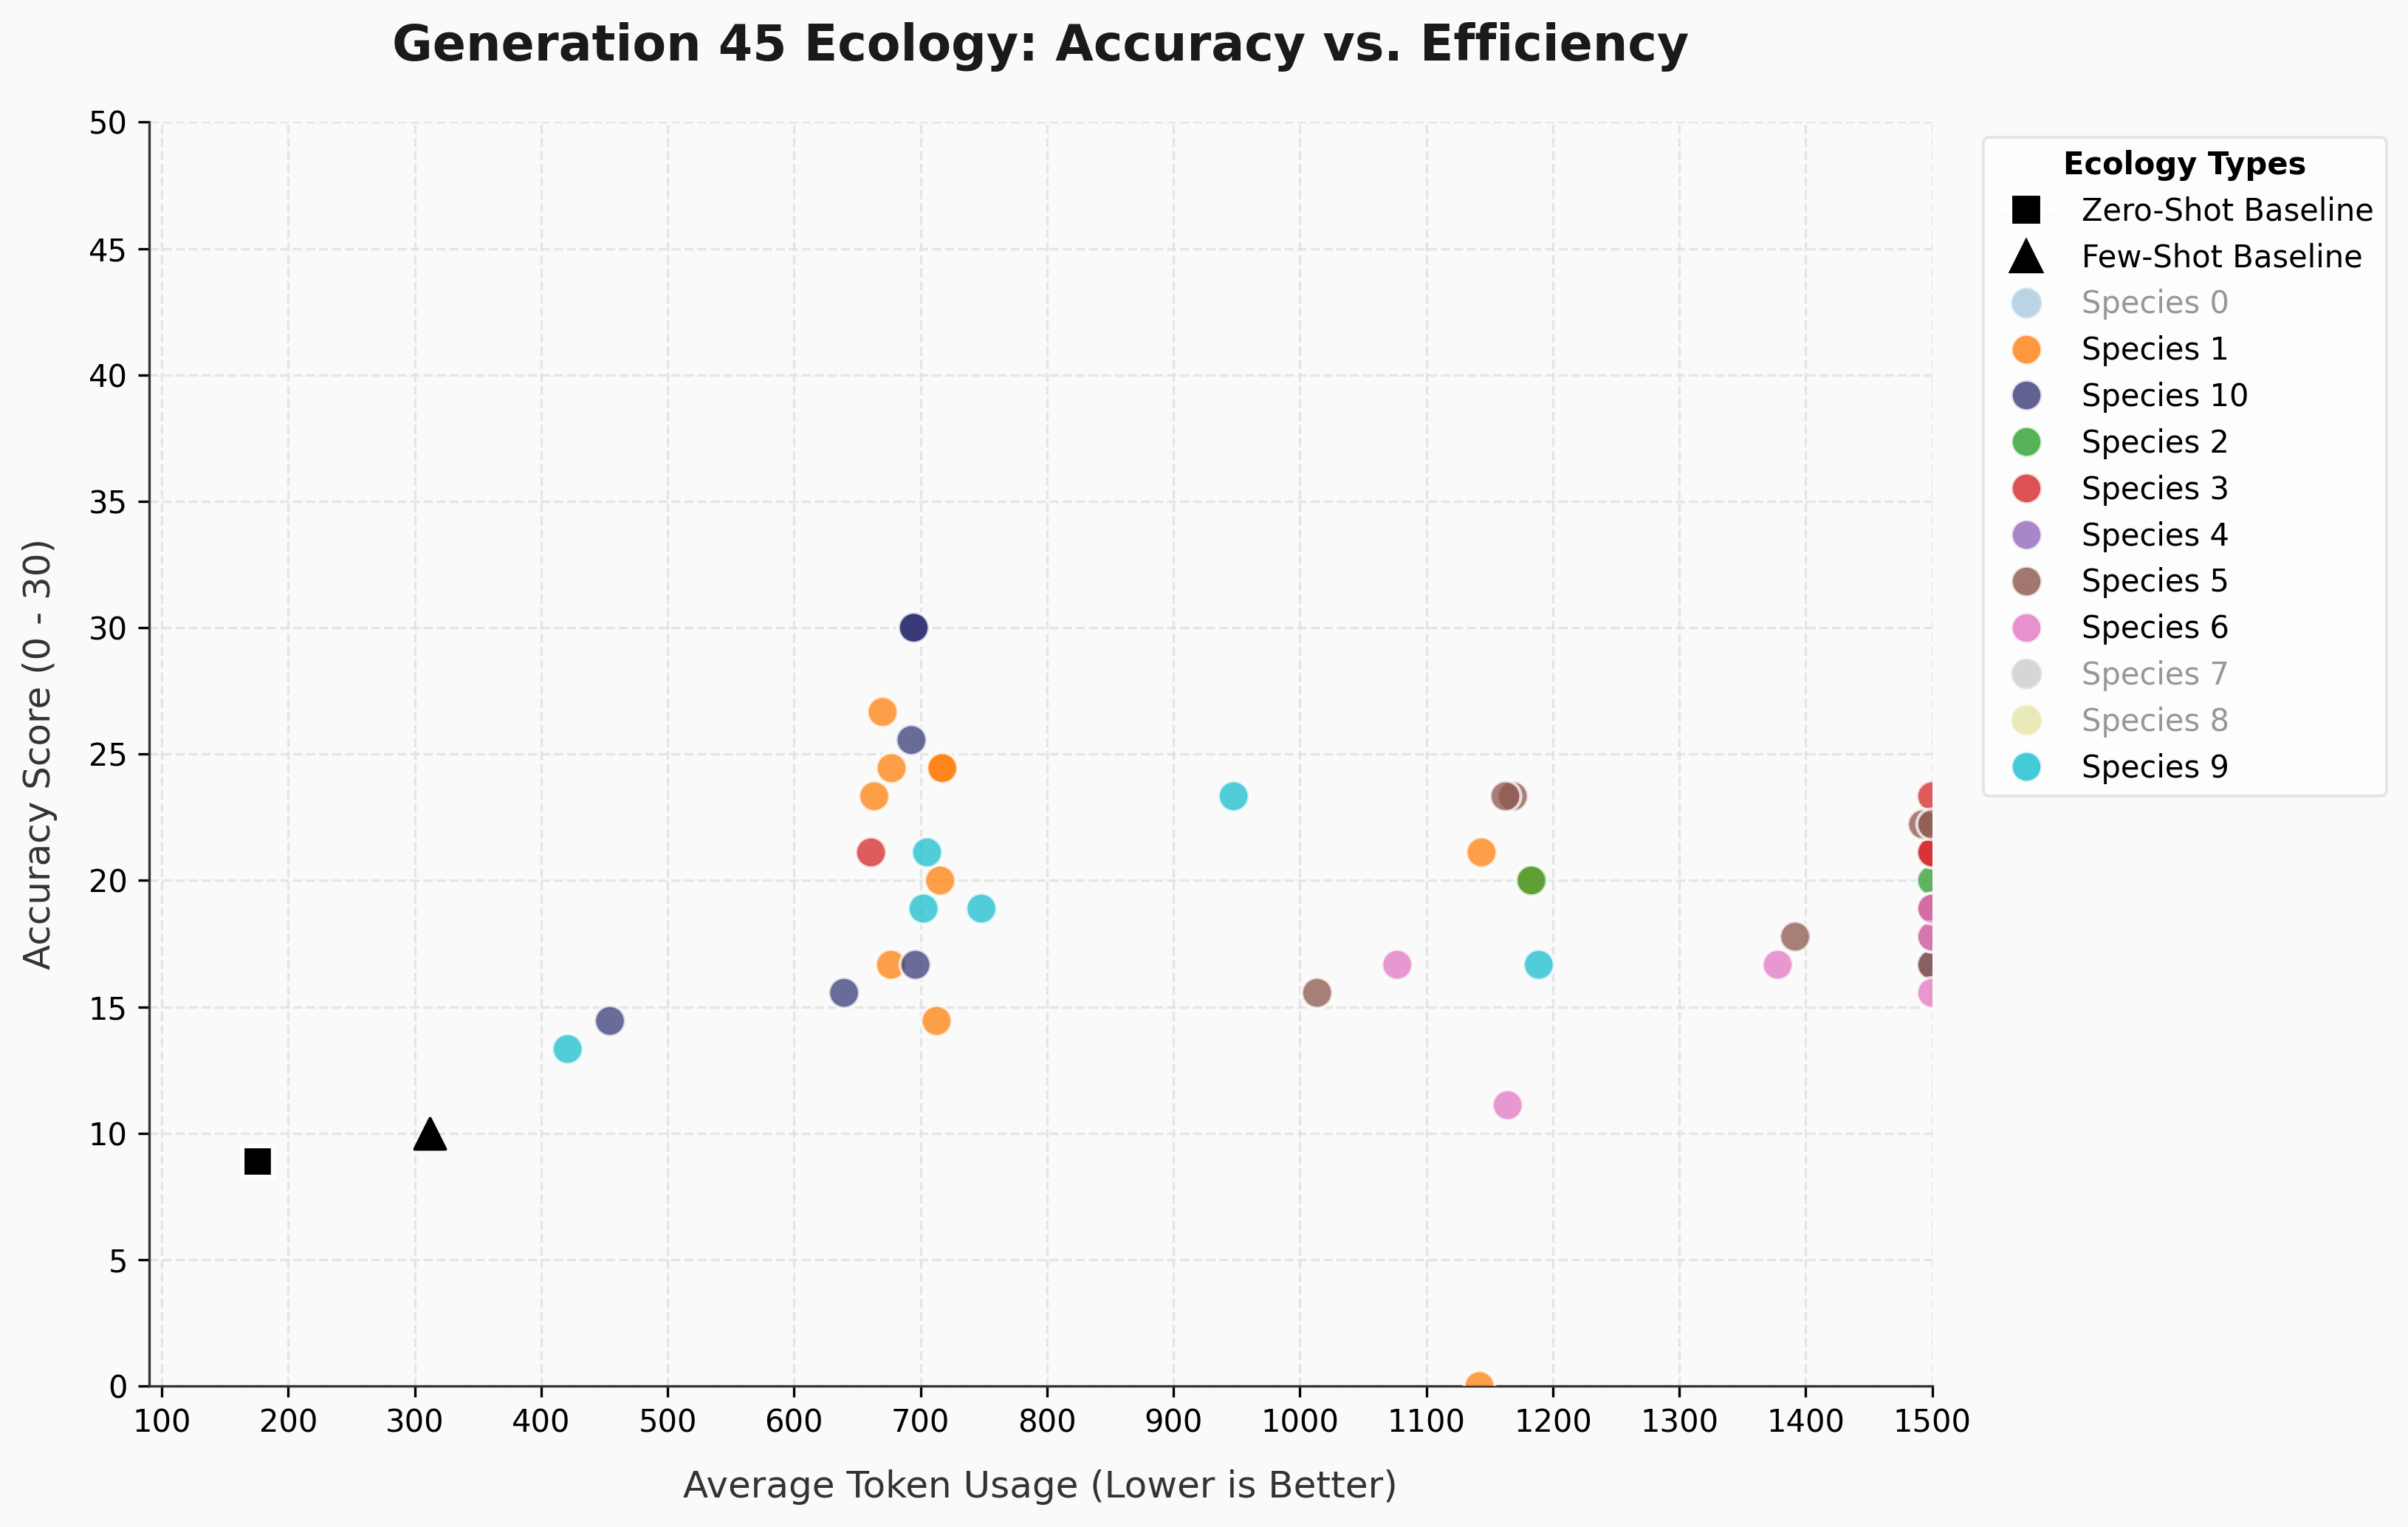 Generation 45 Ecology: Accuracy vs. Efficiency
50
45
40
35
30
25
20
15
10
5
0
Accuracy Score (0 - 30)
100 200 300 400 500 600 700 800 900 1000 1100 1200 1300 1400 1500
Average Token Usage (Lower is Better)
Ecology Types
Zero-Shot Baseline
Few-Shot Baseline
Species 0
Species 1
Species 10
Species 2
Species 3
Species 4
Species 5
Species 6
Species 7
Species 8
Species 9